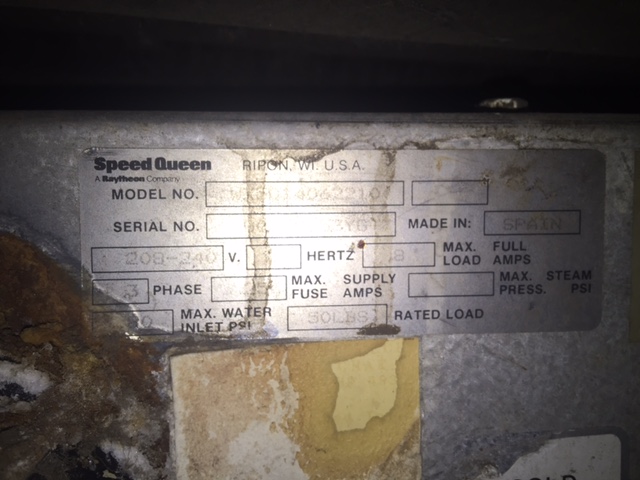 Speed Queen RIPON, WI. U.S.A.
A Raytheon Company
MODEL NO.
SERIAL NO. MADE IN: SPAIN
208-240 V. HERTZ 8 MAX. FULL LOAD AMPS
3 PHASE MAX. SUPPLY FUSE AMPS MAX. STEAM PRESS. PSI
MAX. WATER INLET PSI 50LBS RATED LOAD